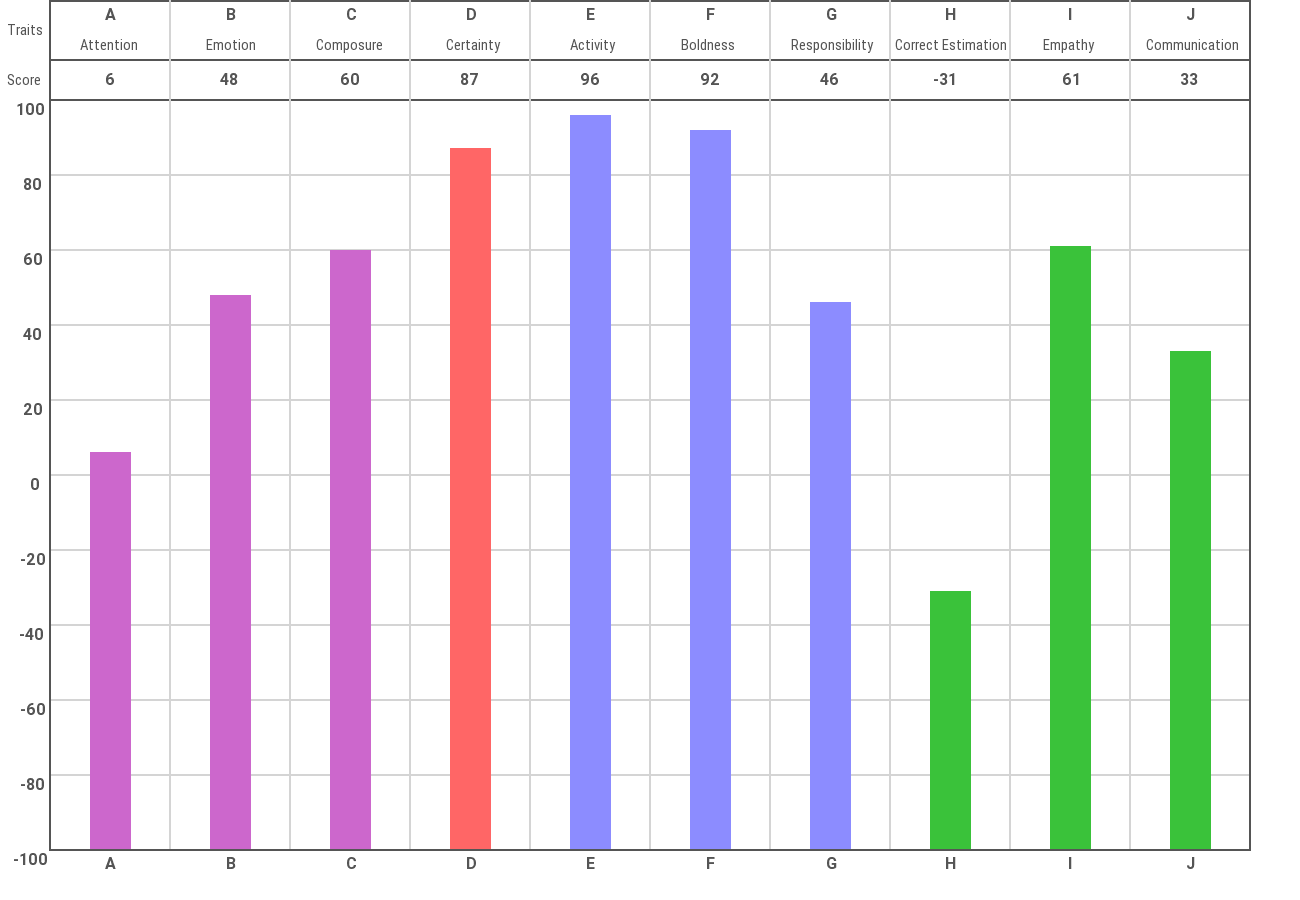 A B C D E F G H I J
Traits
Attention Emotion Composure Certainty Activity Boldness Responsibility Correct Estimation Empathy Communication
Score 6 48 60 87 96 92 46 -31 61 33
100
80
60
40
20
0
-20
-40
-60
-80
-100
A B C D E F G H I J